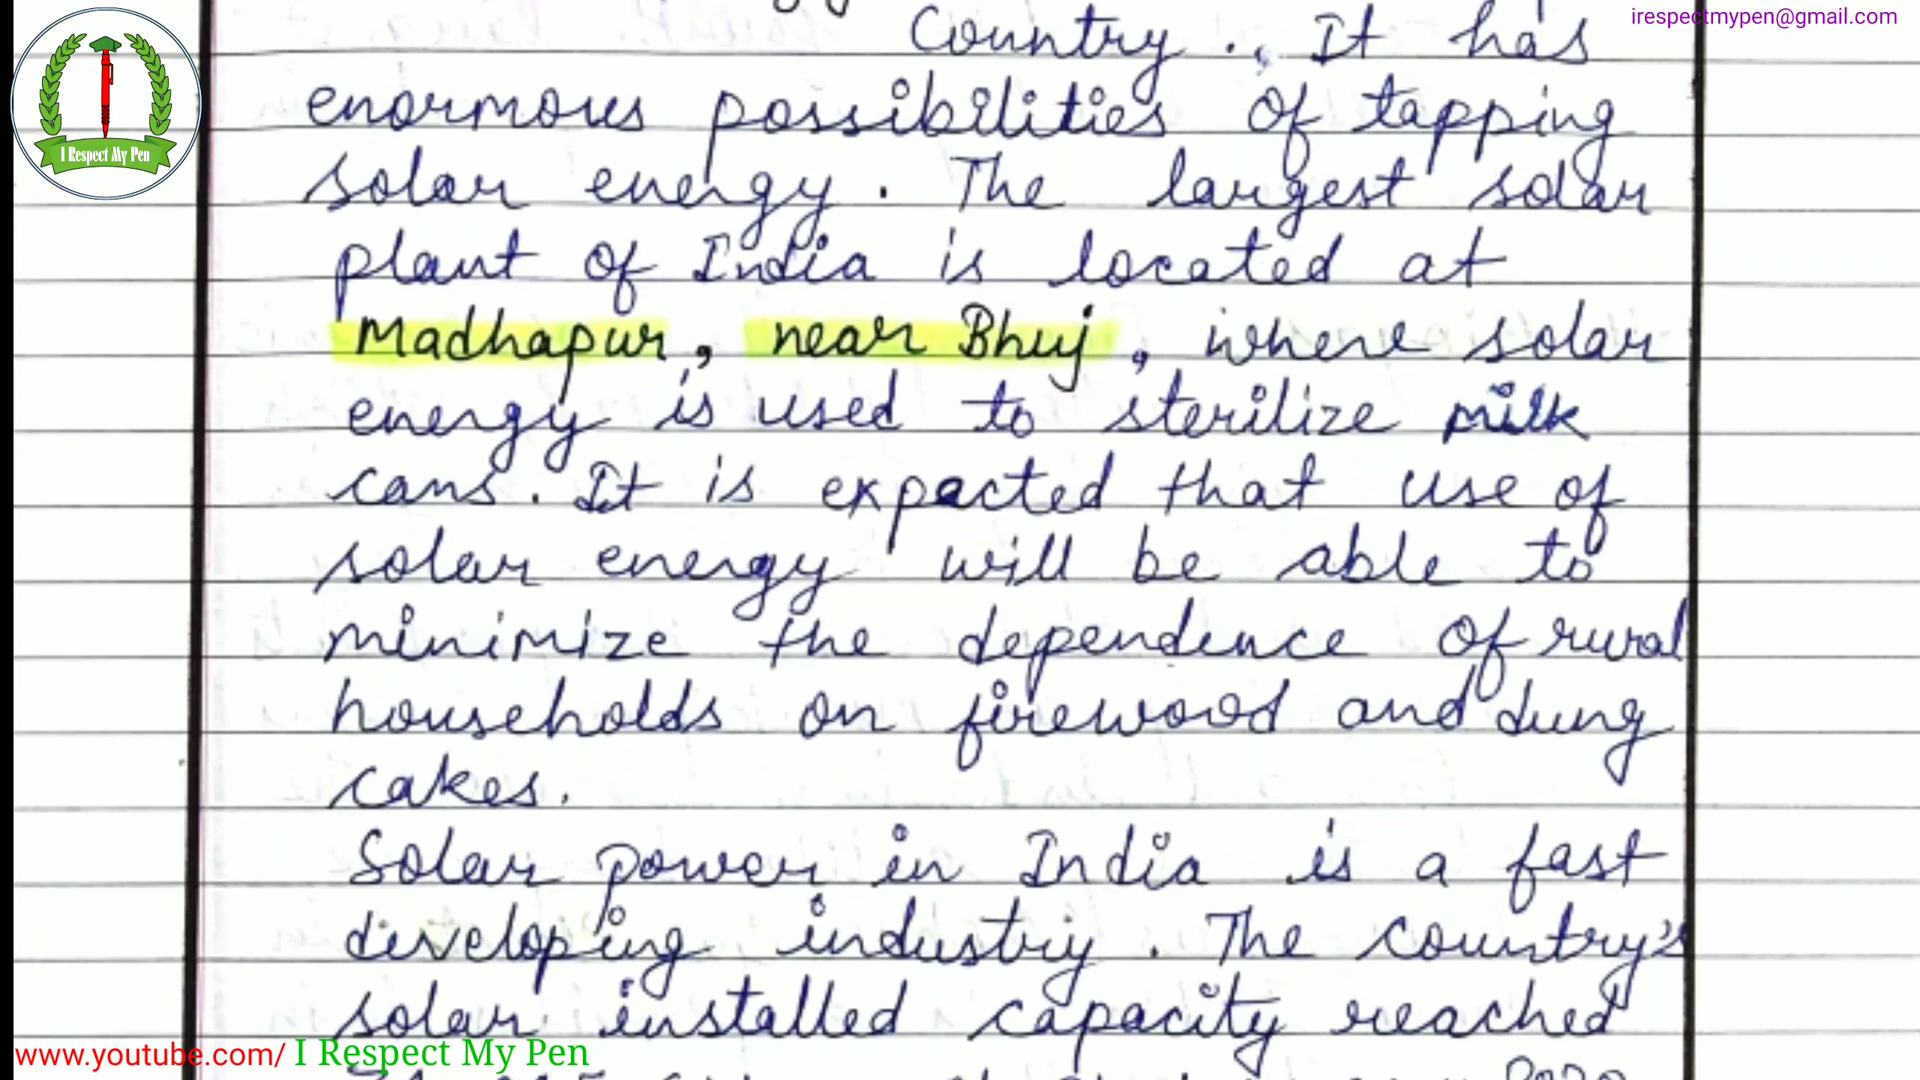 irespectmypen@gmail.com
Country. It has
enormous possibilities of tapping
solar energy. The largest solar
plant of India is located at
Madhapur, near Bhuj, where solar
energy is used to sterilize milk
cans. It is expected that use of
solar energy will be able to
minimize the dependence of rural
households on firewood and dung
cakes.
Solar power in India is a fast
developing industry. The country's
solar installed capacity reached
I Respect My Pen
www.youtube.com/ I Respect My Pen